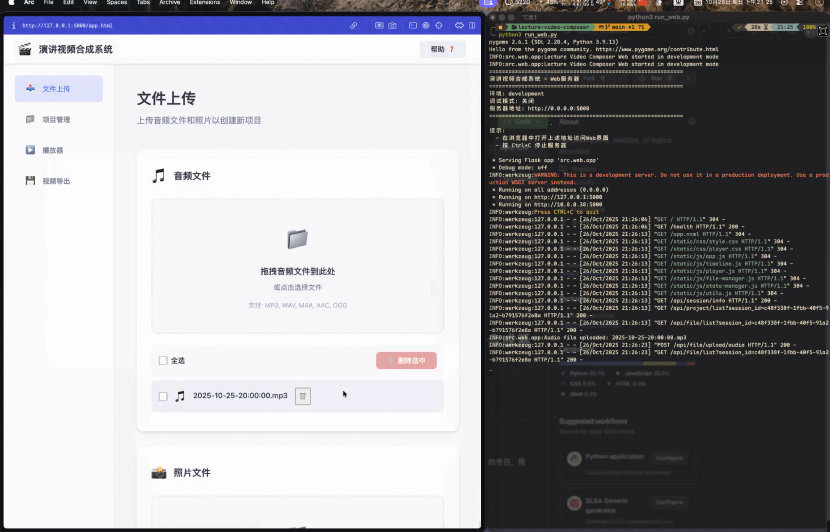 Arc File Edit View Spaces Tabs Archive Extensions Window Help
http://127.0.0.1:5000/app.html
演讲视频合成系统
帮助 ?
文件上传
项目管理
播放器
视频导出
文件上传
上传音频文件和照片以创建新项目
音频文件
拖拽音频文件到此处
或点击选择文件
支持: MP3, WAV, M4A, AAC, OGG
全选
删除选中
2025-10-25-20:00:00.mp3
照片文件
python3 run_web.py
lecture-video-composer main
python3 run_web.py
pygame 2.6.1 (SDL 2.28.4, Python 3.9.13)
Hello from the pygame community. https://www.pygame.org/contribute.html
INFO:src.web.app:Lecture Video Composer Web started in development mode
INFO:src.web.app:Lecture Video Composer Web started in development mode
演讲视频合成系统 - Web服务器
环境: development
调试模式: 关闭
服务器地址: http://0.0.0.0:5000
提示:
- 在浏览器中打开上述地址访问Web界面
- 按 Ctrl+C 停止服务器
* Serving Flask app 'src.web.app'
* Debug mode: off
INFO:werkzeug:WARNING: This is a development server. Do not use it in a production deployment. Use a prod
uction WSGI server instead.
* Running on all addresses (0.0.0.0)
* Running on http://127.0.0.1:5000
* Running on http://10.8.0.38:5000
INFO:werkzeug:Press CTRL+C to quit
INFO:werkzeug:127.0.0.1 - - [26/Oct/2025 21:26:06] "GET / HTTP/1.1" 304 -
INFO:werkzeug:127.0.0.1 - - [26/Oct/2025 21:26:06] "GET /health HTTP/1.1" 200 -
INFO:werkzeug:127.0.0.1 - - [26/Oct/2025 21:26:13] "GET /app.html HTTP/1.1" 304 -
INFO:werkzeug:127.0.0.1 - - [26/Oct/2025 21:26:13] "GET /static/css/style.css HTTP/1.1" 304 -
INFO:werkzeug:127.0.0.1 - - [26/Oct/2025 21:26:13] "GET /static/css/player.css HTTP/1.1" 304 -
INFO:werkzeug:127.0.0.1 - - [26/Oct/2025 21:26:13] "GET /static/js/app.js HTTP/1.1" 304 -
INFO:werkzeug:127.0.0.1 - - [26/Oct/2025 21:26:13] "GET /static/js/timeline.js HTTP/1.1" 304 -
INFO:werkzeug:127.0.0.1 - - [26/Oct/2025 21:26:13] "GET /static/js/player.js HTTP/1.1" 304 -
INFO:werkzeug:127.0.0.1 - - [26/Oct/2025 21:26:13] "GET /static/js/file-manager.js HTTP/1.1" 304 -
INFO:werkzeug:127.0.0.1 - - [26/Oct/2025 21:26:13] "GET /static/js/state-manager.js HTTP/1.1" 304 -
INFO:werkzeug:127.0.0.1 - - [26/Oct/2025 21:26:13] "GET /static/js/utils.js HTTP/1.1" 304 -
INFO:werkzeug:127.0.0.1 - - [26/Oct/2025 21:26:13] "GET /api/session/info HTTP/1.1" 200 -
INFO:werkzeug:127.0.0.1 - - [26/Oct/2025 21:26:13] "GET /api/project/list?session_id=c48f338f-1fbb-40f5-9
1a2-b791576f2e8a HTTP/1.1" 200 -
INFO:werkzeug:127.0.0.1 - - [26/Oct/2025 21:26:13] "GET /api/file/list?session_id=c48f338f-1fbb-40f5-91a2
-b791576f2e8a HTTP/1.1" 200 -
INFO:src.web.app:Audio file uploaded: 2025-10-25-20:00:00.mp3
INFO:werkzeug:127.0.0.1 - - [26/Oct/2025 21:26:23] "POST /api/file/upload/audio HTTP/1.1" 200 -
INFO:werkzeug:127.0.0.1 - - [26/Oct/2025 21:26:23] "GET /api/file/list?session_id=c48f338f-1fbb-40f5-91a2
-b791576f2e8a HTTP/1.1" 200 -
About
Suggested workflows
Python application
Configure
SLSA Generic
generator
Configure